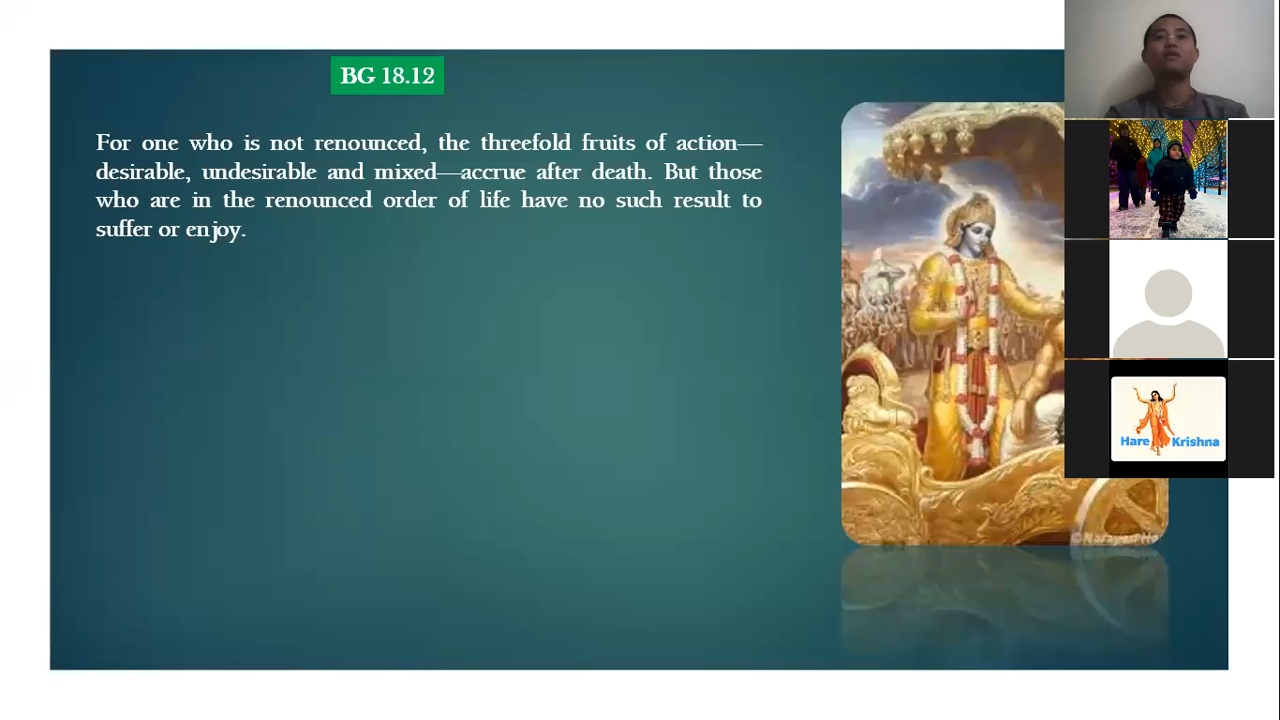 BG 18.12
For one who is not renounced, the threefold fruits of action—
desirable, undesirable and mixed—accrue after death. But those
who are in the renounced order of life have no such result to
suffer or enjoy.
Hare Krishna